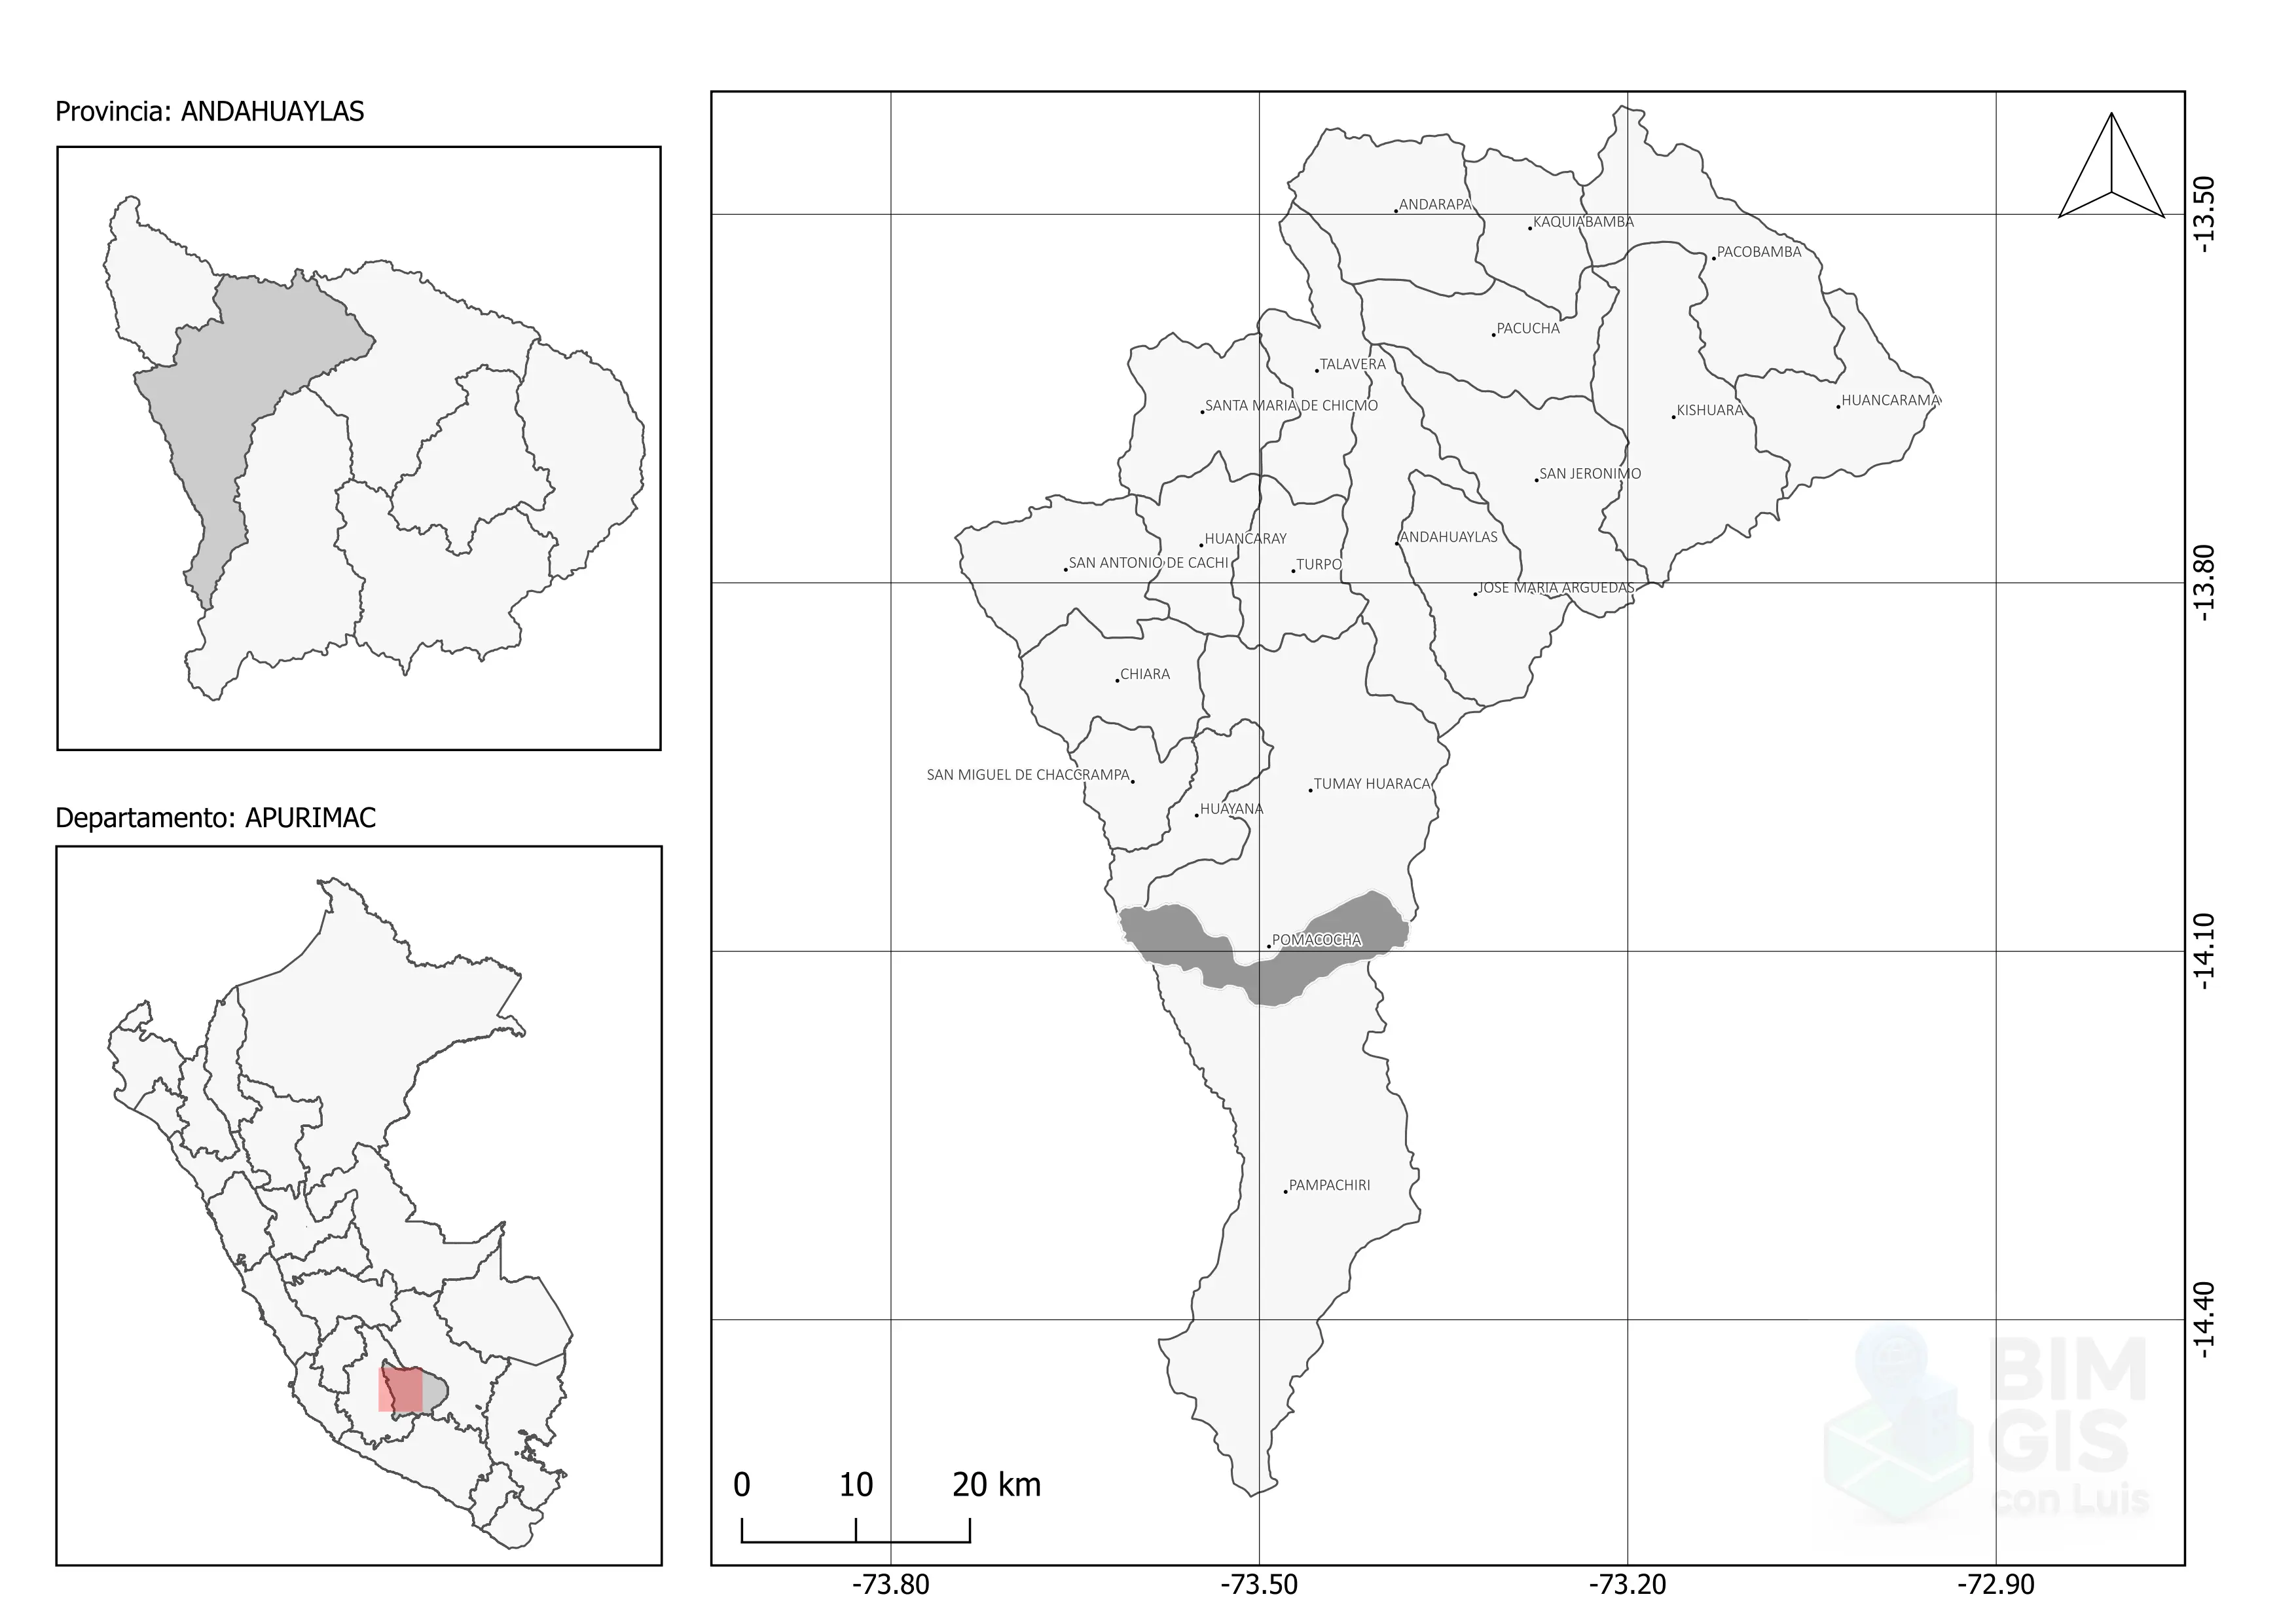 Provincia: ANDAHUAYLAS
Departamento: APURIMAC
ANDARAPA
KAQUIABAMBA
PACOBAMBA
PACUCHA
TALAVERA
SANTA MARIA DE CHICMO
KISHUARA
HUANCARAMA
SAN JERONIMO
HUANCARAY
ANDAHUAYLAS
SAN ANTONIO DE CACHI
TURPO
JOSE MARIA ARGUEDAS
CHIARA
SAN MIGUEL DE CHACCRAMPA
TUMAY HUARACA
HUAYANA
POMACOCHA
PAMPACHIRI
0 10 20 km
-13.50
-13.80
-14.10
-14.40
-73.80 -73.50 -73.20 -72.90
BIM
GIS
con Luis